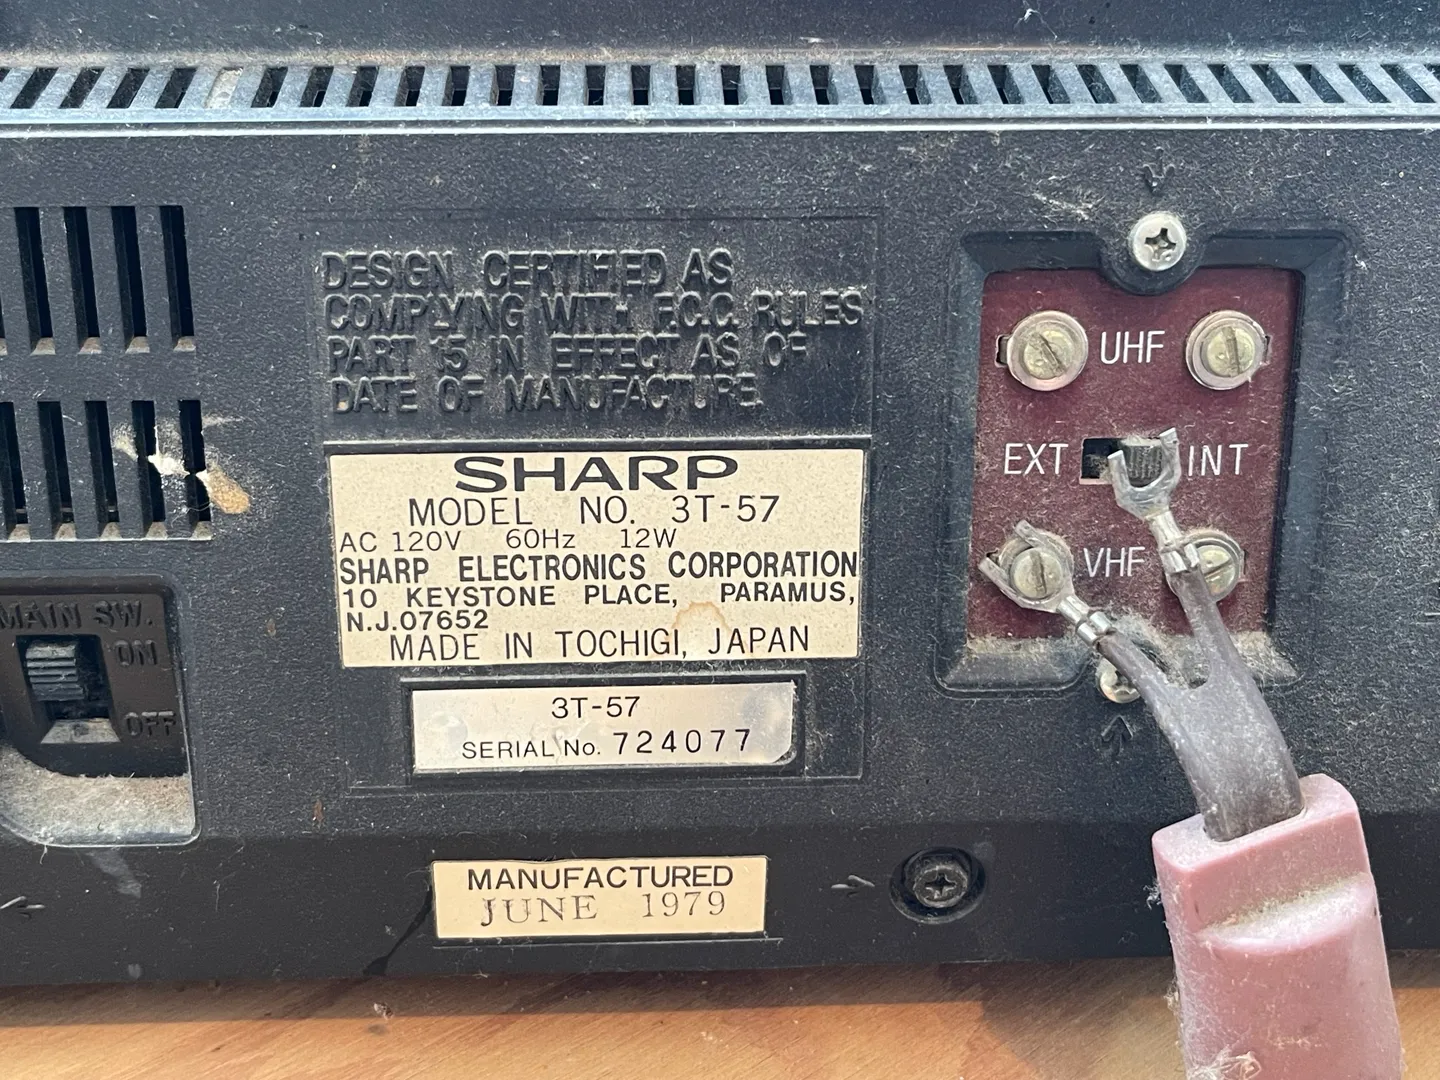 DESIGN CERTIFIED AS
COMPLYING WITH F.C.C. RULES
PART 15 IN EFFECT AS OF
DATE OF MANUFACTURE.
SHARP
MODEL NO. 3T-57
AC 120V 60Hz 12W
SHARP ELECTRONICS CORPORATION
10 KEYSTONE PLACE, PARAMUS,
N.J.07652
MADE IN TOCHIGI, JAPAN
3T-57
SERIAL No. 724077
MANUFACTURED
JUNE 1979
MAIN SW.
ON
OFF
UHF
EXT INT
VHF